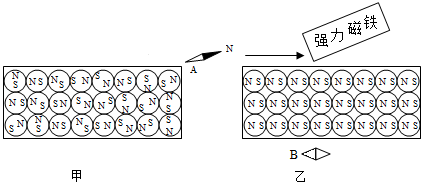 强力磁铁
N
A
N S N S N S S N S N N S S N S N
N S N S S N S N N S S N S N N S
S N N S N S S N N S S N N S S N
N S N S N S N S N S N S N S N S
N S N S N S N S N S N S N S N S
N S N S N S N S N S N S N S N S
B
甲
乙